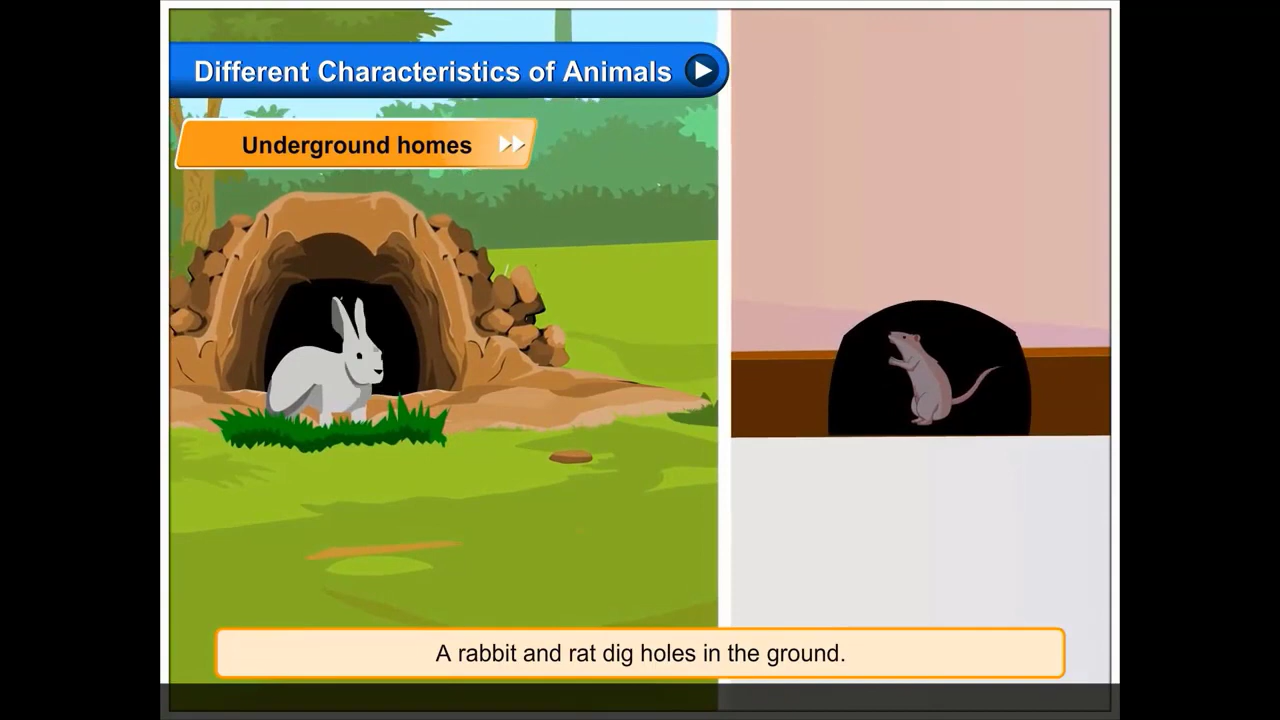 Different Characteristics of Animals
Underground homes
A rabbit and rat dig holes in the ground.